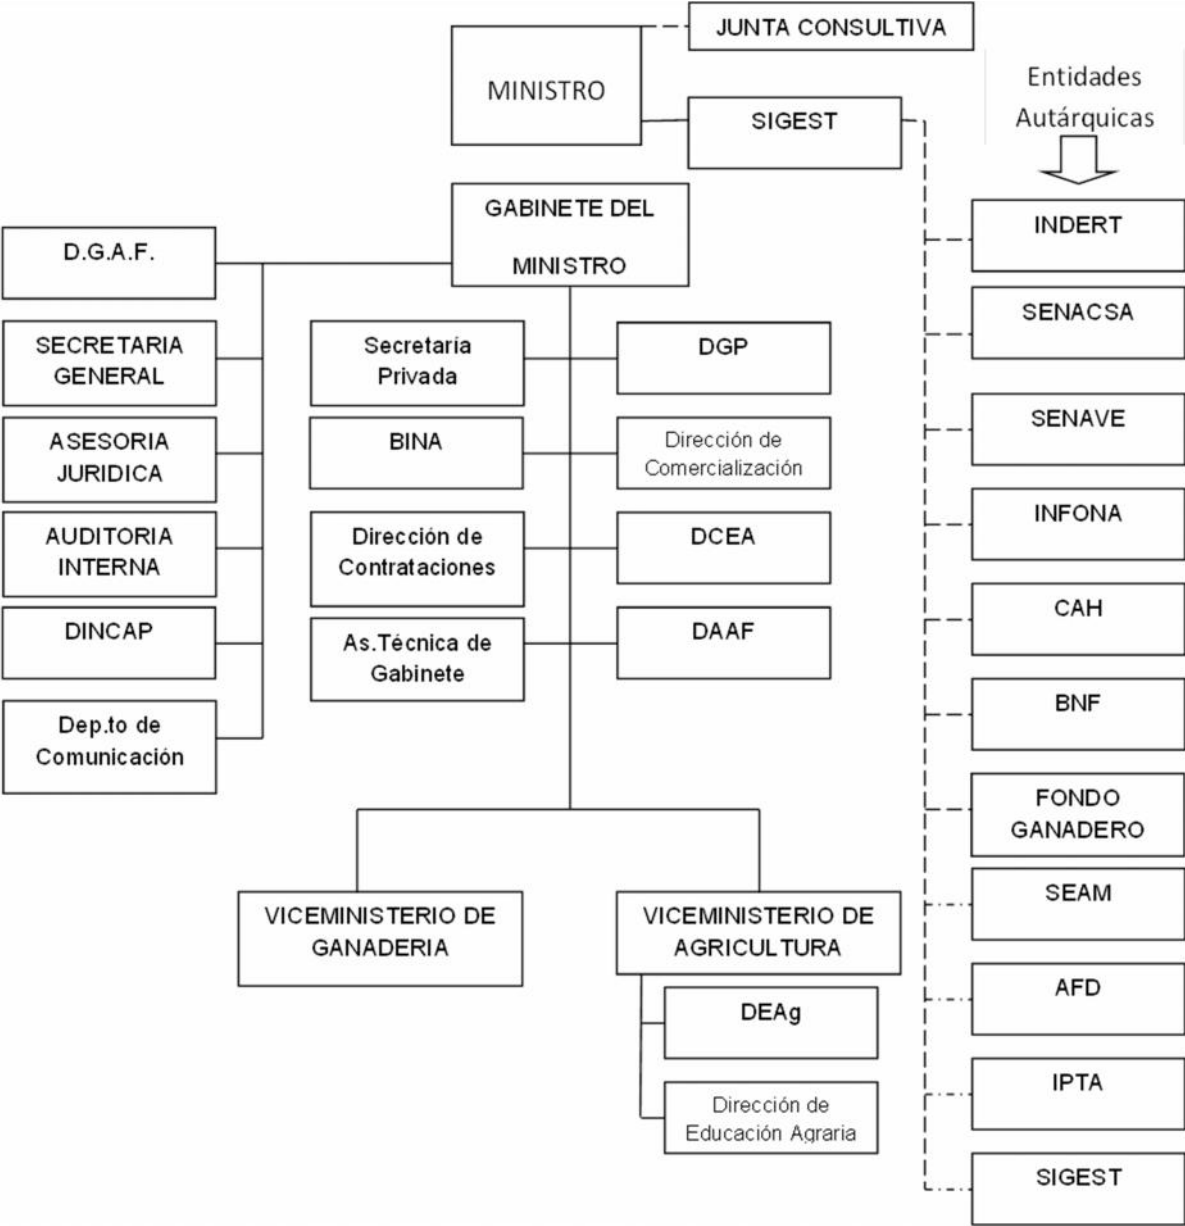 JUNTA CONSULTIVA
MINISTRO
SIGEST
Entidades
Autárquicas
GABINETE DEL
MINISTRO
D.G.A.F.
SECRETARIA
GENERAL
ASESORIA
JURIDICA
AUDITORIA
INTERNA
DINCAP
Dep.to de
Comunicación
Secretaría
Privada
BINA
Dirección de
Contrataciones
As.Técnica de
Gabinete
DGP
Dirección de
Comercialización
DCEA
DAAF
VICEMINISTERIO DE
GANADERIA
VICEMINISTERIO DE
AGRICULTURA
DEAg
Dirección de
Educación Agraria
INDERT
SENACSA
SENAVE
INFONA
CAH
BNF
FONDO
GANADERO
SEAM
AFD
IPTA
SIGEST